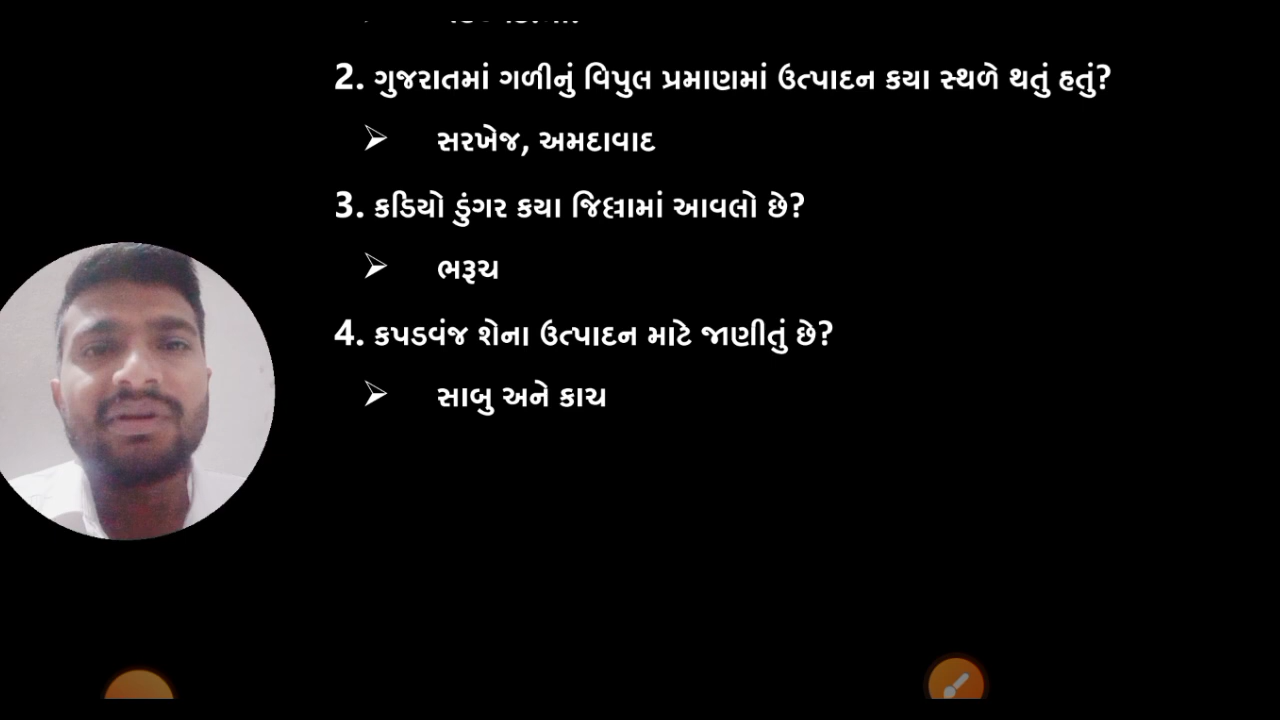 2. ગુજરાતમાં ગળીનું વિપુલ પ્રમાણમાં ઉત્પાદન કયા સ્થળે થતું હતું?
➢ સરખેજ, અમદાવાદ
3. કડિયો ડુંગર કયા જિલ્લામાં આવલો છે?
➢ ભરૂચ
4. કપડવંજ શેના ઉત્પાદન માટે જાણીતું છે?
➢ સાબુ અને કાચ